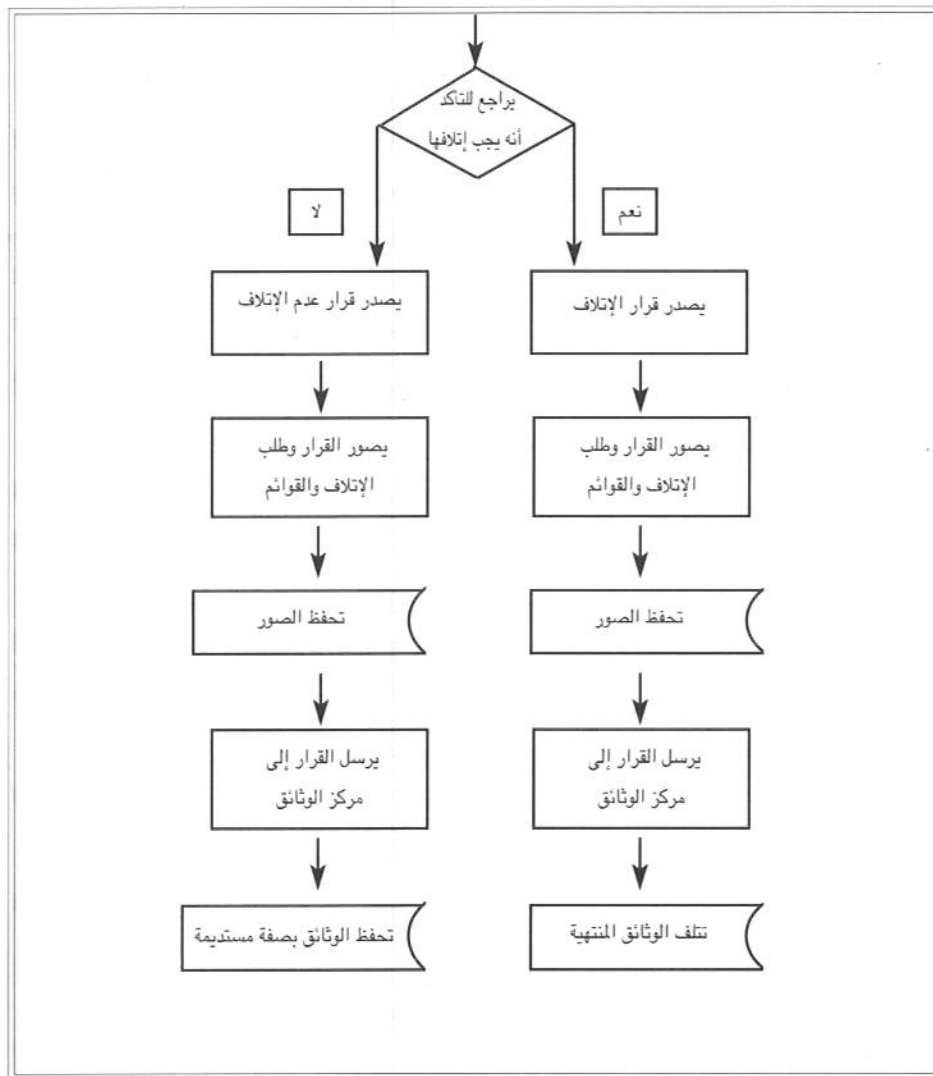 يراجع للتأكد
أنه يجب إتلافها
نعم
لا
يصدر قرار الإتلاف
يصدر قرار عدم الإتلاف
يصور القرار وطلب
الإتلاف والقوائم
يصور القرار وطلب
الإتلاف والقوائم
تحفظ الصور
تحفظ الصور
يرسل القرار إلى
مركز الوثائق
يرسل القرار إلى
مركز الوثائق
تتلف الوثائق المنتهية
تحفظ الوثائق بصفة مستديمة